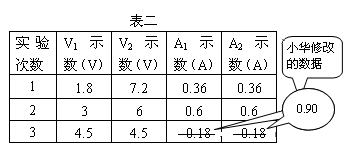 表二
实 验 次数 V₁ 示数(V) V₂ 示数(V) A₁ 示数(A) A₂ 示数(A)
1 1.8 7.2 0.36 0.36
2 3 6 0.6 0.6
3 4.5 4.5 0.18 0.18
小华修改
的数据
0.90